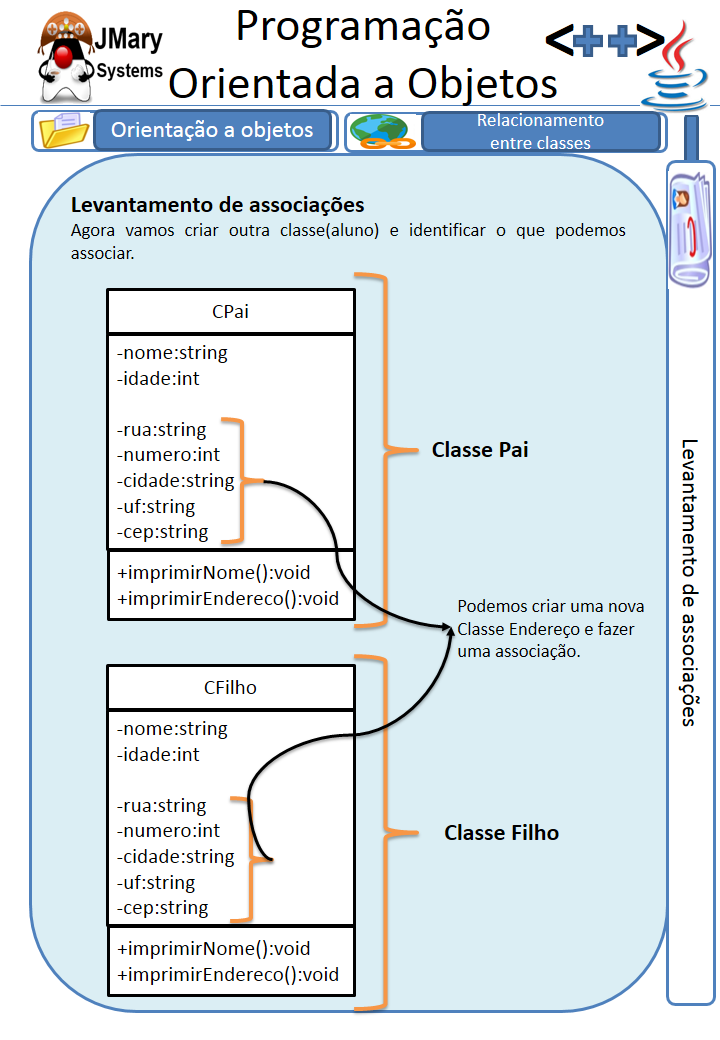 JMary
Systems
Programação
Orientada a Objetos
<++>
Orientação a objetos
Relacionamento
entre classes
Levantamento de associações
Agora vamos criar outra classe(aluno) e identificar o que podemos
associar.
CPai
-nome:string
-idade:int
-rua:string
-numero:int
-cidade:string
-uf:string
-cep:string
+imprimirNome():void
+imprimirEndereco():void
Classe Pai
Podemos criar uma nova
Classe Endereço e fazer
uma associação.
CFilho
-nome:string
-idade:int
-rua:string
-numero:int
-cidade:string
-uf:string
-cep:string
+imprimirNome():void
+imprimirEndereco():void
Classe Filho
Levantamento de associações